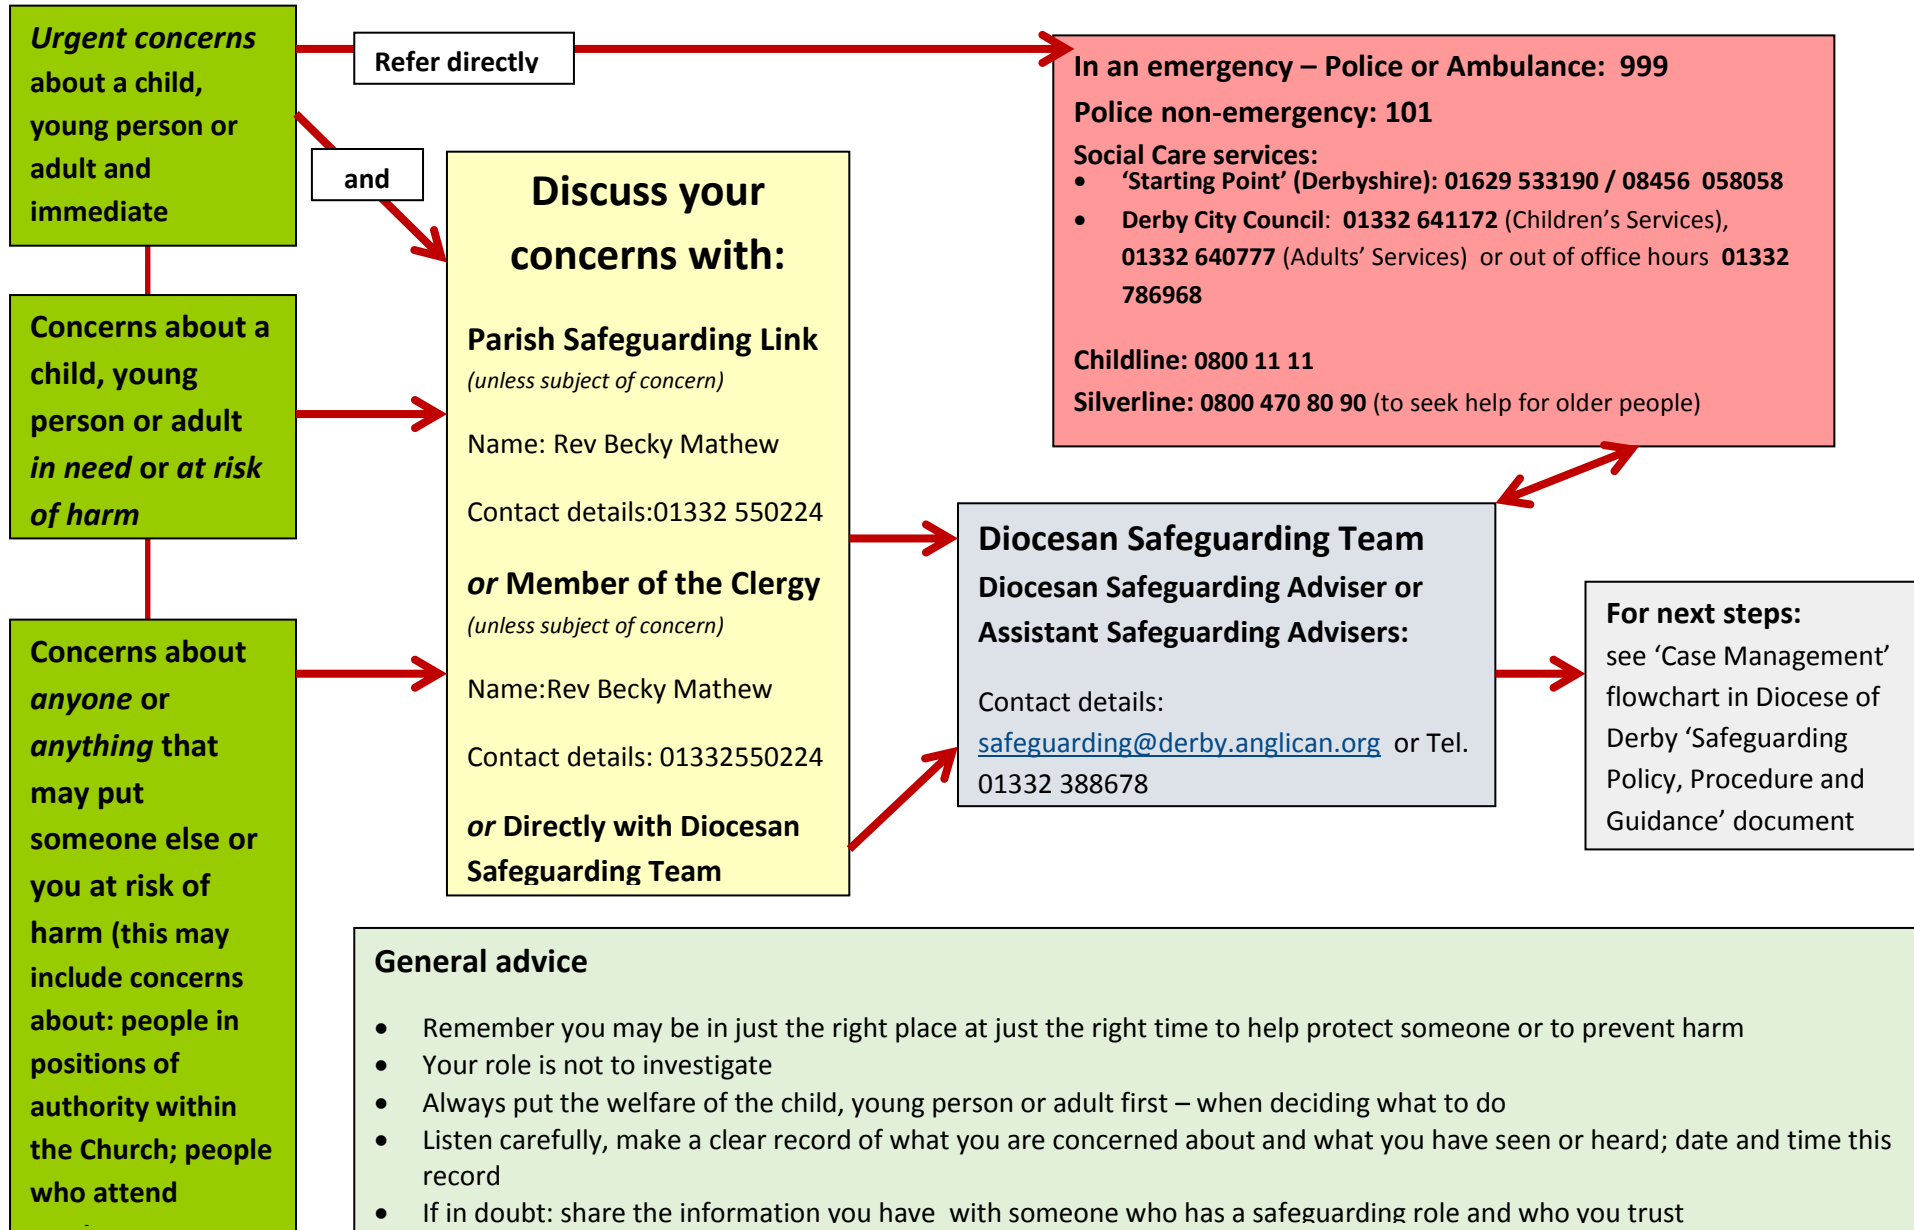 Urgent concerns
about a child,
young person or
adult and
immediate
Refer directly
and
In an emergency – Police or Ambulance: 999
Police non-emergency: 101
Social Care services:
• 'Starting Point' (Derbyshire): 01629 533190 / 08456 058058
• Derby City Council: 01332 641172 (Children's Services),
01332 640777 (Adults' Services) or out of office hours 01332
786968
Childline: 0800 11 11
Silverline: 0800 470 80 90 (to seek help for older people)
Concerns about a
child, young
person or adult
in need or at risk
of harm
Discuss your
concerns with:
Parish Safeguarding Link
(unless subject of concern)
Name: Rev Becky Mathew
Contact details:01332 550224
or Member of the Clergy
(unless subject of concern)
Name:Rev Becky Mathew
Contact details: 01332550224
or Directly with Diocesan
Safeguarding Team
Diocesan Safeguarding Team
Diocesan Safeguarding Adviser or
Assistant Safeguarding Advisers:
Contact details:
safeguarding@derby.anglican.org or Tel.
01332 388678
For next steps:
see 'Case Management'
flowchart in Diocese of
Derby 'Safeguarding
Policy, Procedure and
Guidance' document
Concerns about
anyone or
anything that
may put
someone else or
you at risk of
harm (this may
include concerns
about: people in
positions of
authority within
the Church; people
who attend
General advice
• Remember you may be in just the right place at just the right time to help protect someone or to prevent harm
• Your role is not to investigate
• Always put the welfare of the child, young person or adult first – when deciding what to do
• Listen carefully, make a clear record of what you are concerned about and what you have seen or heard; date and time this
record
• If in doubt: share the information you have with someone who has a safeguarding role and who you trust